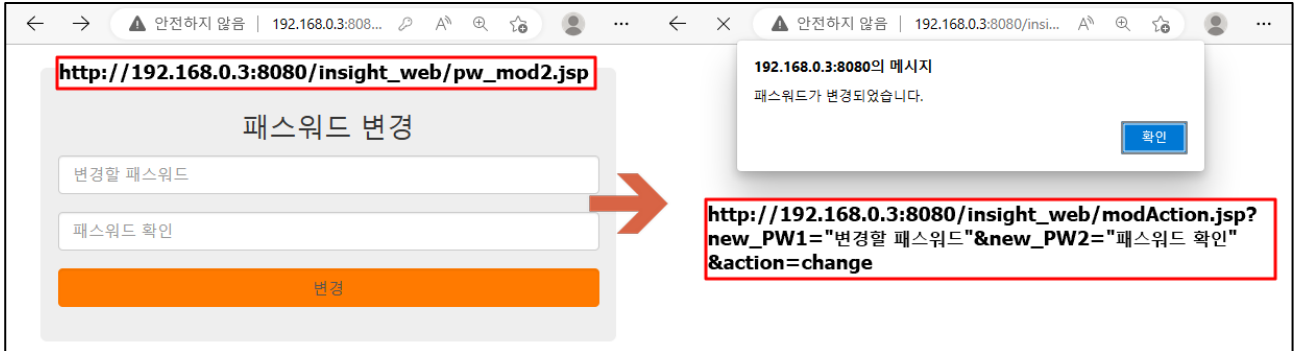 안전하지 않음 | 192.168.0.3:808...
http://192.168.0.3:8080/insight_web/pw_mod2.jsp
패스워드 변경
변경할 패스워드
패스워드 확인
변경
안전하지 않음 | 192.168.0.3:8080/insi...
192.168.0.3:8080의 메시지
패스워드가 변경되었습니다.
확인
http://192.168.0.3:8080/insight_web/modAction.jsp?
new_PW1="변경할 패스워드"&new_PW2="패스워드 확인"
&action=change